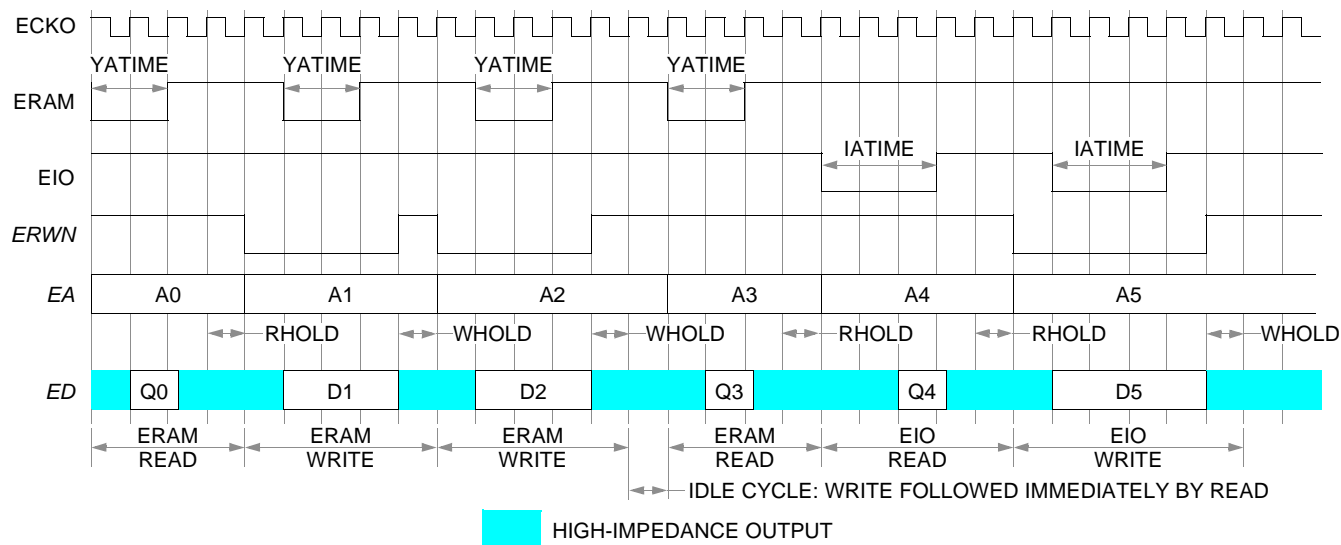 ECKO
YATIME YATIME YATIME YATIME
ERAM
IATIME IATIME
EIO
ERWN
EA A0 A1 A2 A3 A4 A5
RHOLD WHOLD WHOLD RHOLD RHOLD WHOLD
ED Q0 D1 D2 Q3 Q4 D5
ERAM ERAM ERAM ERAM EIO EIO
READ WRITE WRITE READ READ WRITE
IDLE CYCLE: WRITE FOLLOWED IMMEDIATELY BY READ
HIGH-IMPEDANCE OUTPUT